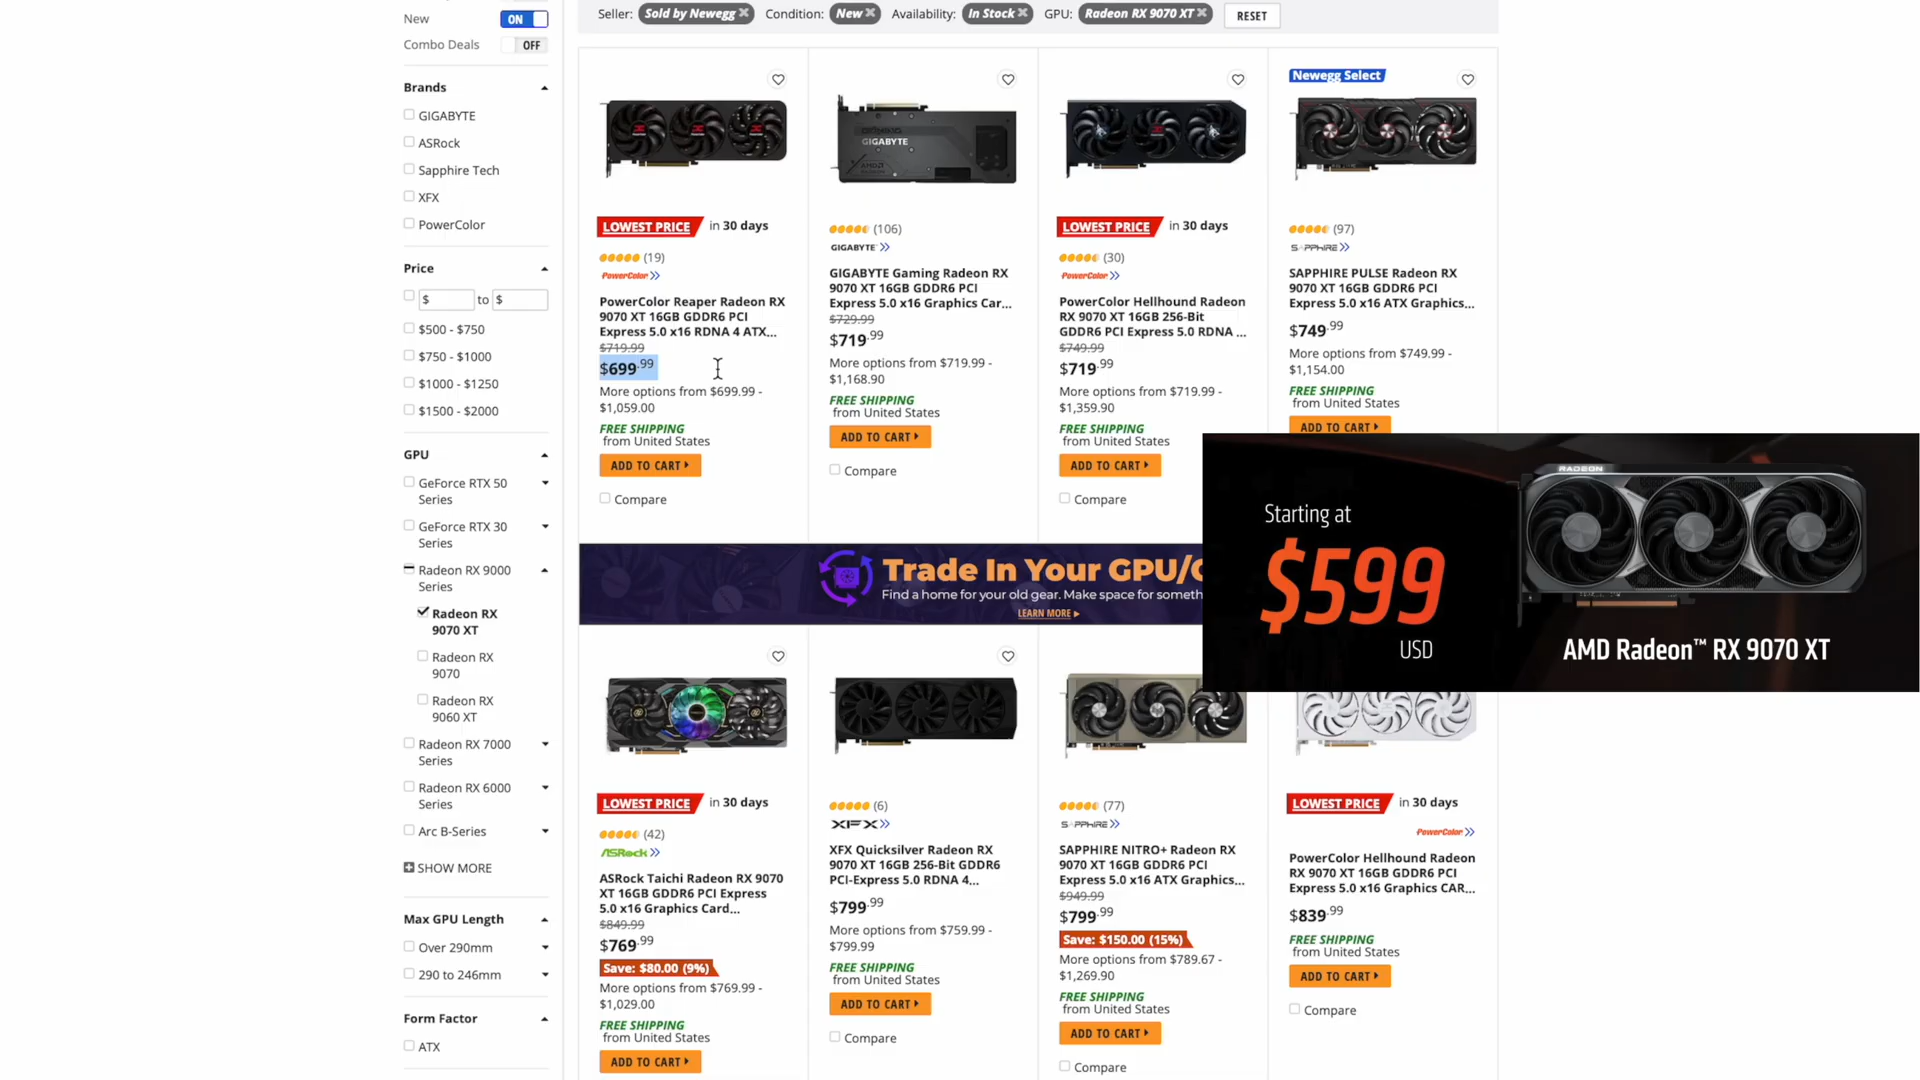 New
ON
Combo Deals
OFF
Brands
GIGABYTE
ASRock
Sapphire Tech
XFX
PowerColor
Price
$ to $
$500 - $750
$750 - $1000
$1000 - $1250
$1500 - $2000
GPU
GeForce RTX 50
Series
GeForce RTX 30
Series
Radeon RX 9000
Series
Radeon RX
9070 XT
Radeon RX
9070
Radeon RX
9060 XT
Radeon RX 7000
Series
Radeon RX 6000
Series
Arc B-Series
SHOW MORE
Max GPU Length
Over 290mm
290 to 246mm
Form Factor
ATX
Seller: Sold by Newegg Condition: New Availability: In Stock GPU: Radeon RX 9070 XT RESET
LOWEST PRICE in 30 days
(19)
PowerColor
PowerColor Reaper Radeon RX
9070 XT 16GB GDDR6 PCI
Express 5.0 x16 RDNA 4 ATX...
$719.99
$699.99
More options from $699.99 -
$1,059.00
FREE SHIPPING
from United States
ADD TO CART
Compare
GIGABYTE
(106)
GIGABYTE
GIGABYTE Gaming Radeon RX
9070 XT 16GB GDDR6 PCI
Express 5.0 x16 Graphics Car...
$729.99
$719.99
More options from $719.99 -
$1,168.90
FREE SHIPPING
from United States
ADD TO CART
Compare
LOWEST PRICE in 30 days
(30)
PowerColor
PowerColor Hellhound Radeon
RX 9070 XT 16GB 256-Bit
GDDR6 PCI Express 5.0 RDNA ...
$749.99
$719.99
More options from $719.99 -
$1,359.90
FREE SHIPPING
from United States
ADD TO CART
Compare
Newegg Select
(97)
SAPPHIRE
SAPPHIRE PULSE Radeon RX
9070 XT 16GB GDDR6 PCI
Express 5.0 x16 ATX Graphics...
$749.99
More options from $749.99 -
$1,154.00
FREE SHIPPING
from United States
ADD TO CART
Trade In Your GPU/C
Find a home for your old gear. Make space for someth
LEARN MORE
RADEON
Starting at
$599
USD
AMD Radeon™ RX 9070 XT
LOWEST PRICE in 30 days
(42)
ASRock
ASRock Taichi Radeon RX 9070
XT 16GB GDDR6 PCI Express
5.0 x16 Graphics Card...
$849.99
$769.99
Save: $80.00 (9%)
More options from $769.99 -
$1,029.00
FREE SHIPPING
from United States
ADD TO CART
(6)
XFX
XFX Quicksilver Radeon RX
9070 XT 16GB 256-Bit GDDR6
PCI-Express 5.0 RDNA 4...
$799.99
More options from $759.99 -
$799.99
FREE SHIPPING
from United States
ADD TO CART
Compare
(77)
SAPPHIRE
SAPPHIRE NITRO+ Radeon RX
9070 XT 16GB GDDR6 PCI
Express 5.0 x16 ATX Graphics...
$949.99
$799.99
Save: $150.00 (15%)
More options from $789.67 -
$1,269.90
FREE SHIPPING
from United States
ADD TO CART
Compare
LOWEST PRICE in 30 days
PowerColor
PowerColor Hellhound Radeon
RX 9070 XT 16GB GDDR6 PCI
Express 5.0 x16 Graphics CAR...
$839.99
FREE SHIPPING
from United States
ADD TO CART
Compare